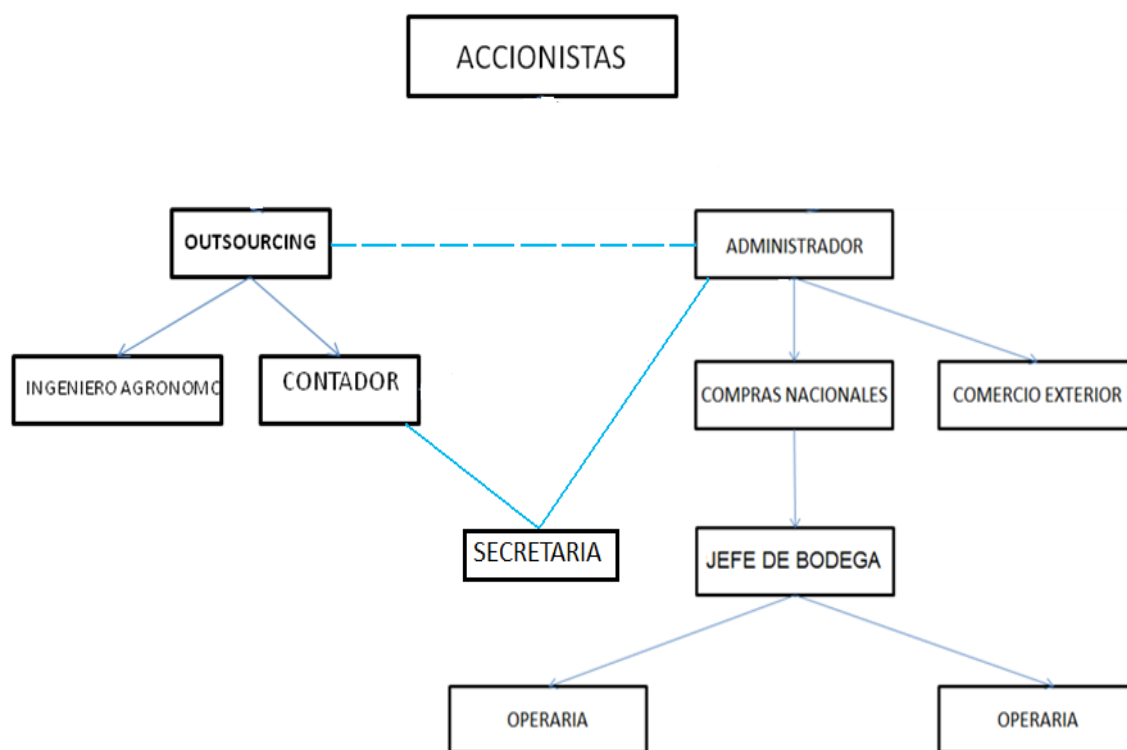 ACCIONISTAS
OUTSOURCING
ADMINISTRADOR
INGENIERO AGRONOMO
CONTADOR
COMPRAS NACIONALES
COMERCIO EXTERIOR
SECRETARIA
JEFE DE BODEGA
OPERARIA
OPERARIA